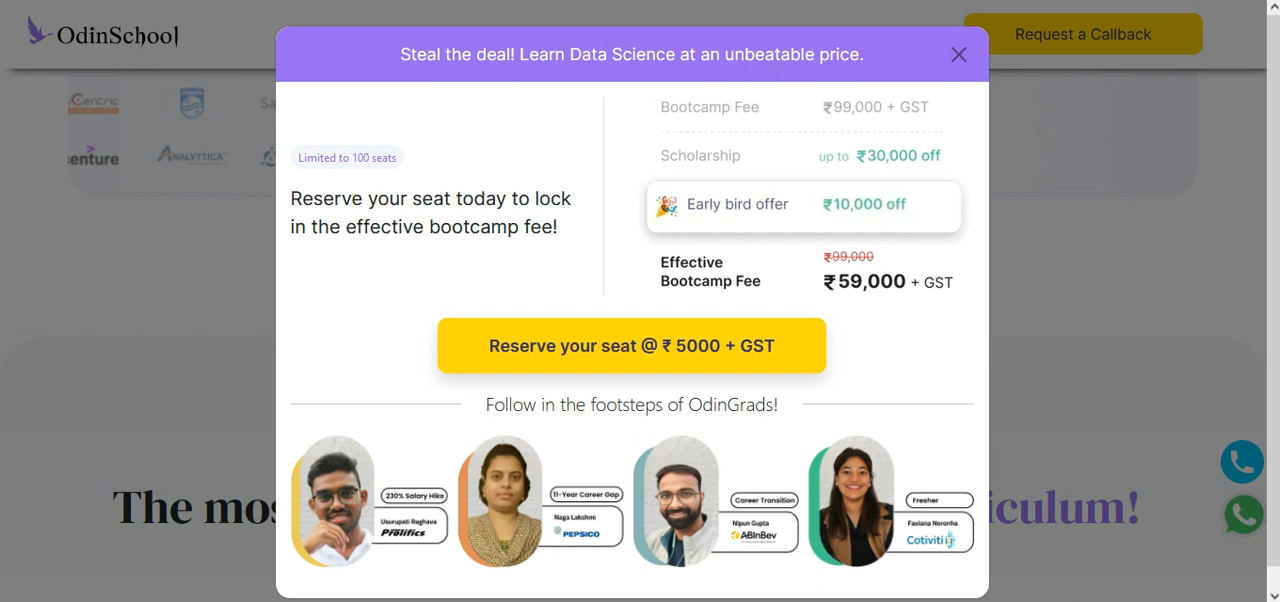 OdinSchool
Request a Callback
Steal the deal! Learn Data Science at an unbeatable price.
Limited to 100 seats
Reserve your seat today to lock
in the effective bootcamp fee!
Bootcamp Fee ₹99,000 + GST
Scholarship up to ₹30,000 off
Early bird offer ₹10,000 off
Effective
Bootcamp Fee
₹99,000
₹59,000 + GST
Reserve your seat @ ₹ 5000 + GST
Follow in the footsteps of OdinGrads!
230% Salary Hike
Usurupati Raghava
Prolifics
11-Year Career Gap
Naga Lakshmi
PEPSICO
Career Transition
Nipun Gupta
ABInBev
Fresher
Faviana Noronha
Cotiviti
Centric
enture
ANALYTTICA
The
iculum!